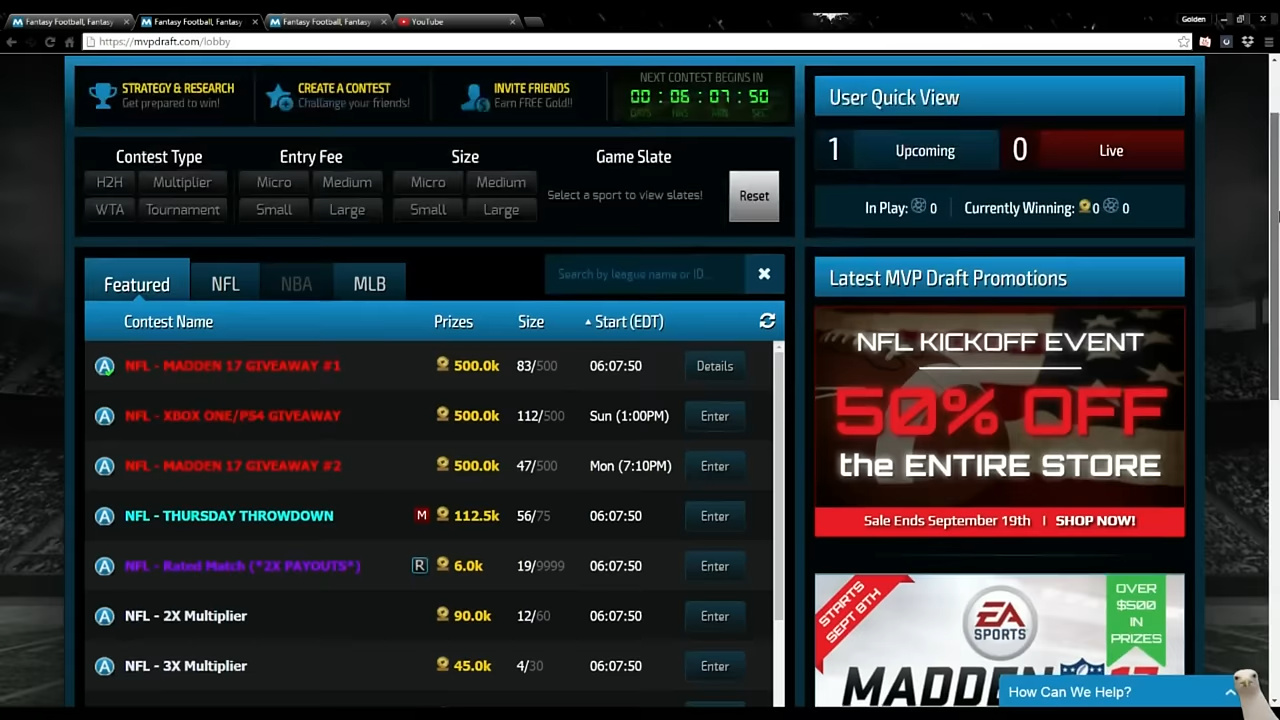 Fantasy Football, Fantasy
Fantasy Football, Fantasy
Fantasy Football, Fantasy
YouTube
Golden
https://mvpdraft.com/lobby
STRATEGY & RESEARCH
Get prepared to win!
CREATE A CONTEST
Challange your friends!
INVITE FRIENDS
Earn FREE Gold!!
NEXT CONTEST BEGINS IN
00 : 06 : 07 : 50
DAYS HRS MIN SEC
User Quick View
1 Upcoming 0 Live
In Play: 0 Currently Winning: 0 0
Contest Type Entry Fee Size Game Slate
H2H Multiplier Micro Medium Micro Medium
Select a sport to view slates!
Reset
WTA Tournament Small Large Small Large
Featured NFL NBA MLB
Search by league name or ID...
Contest Name Prizes Size Start (EDT)
A NFL - MADDEN 17 GIVEAWAY #1 500.0k 83/500 06:07:50 Details
A NFL - XBOX ONE/PS4 GIVEAWAY 500.0k 112/500 Sun (1:00PM) Enter
A NFL - MADDEN 17 GIVEAWAY #2 500.0k 47/500 Mon (7:10PM) Enter
A NFL - THURSDAY THROWDOWN M 112.5k 56/75 06:07:50 Enter
A NFL - Rated Match (*2X PAYOUTS*) R 6.0k 19/9999 06:07:50 Enter
A NFL - 2X Multiplier 90.0k 12/60 06:07:50 Enter
A NFL - 3X Multiplier 45.0k 4/30 06:07:50 Enter
Latest MVP Draft Promotions
NFL KICKOFF EVENT
50% OFF
the ENTIRE STORE
Sale Ends September 19th | SHOP NOW!
STARTS
SEPT 8TH
EA
SPORTS
OVER
$500
IN
PRIZES
MADDEN NFL 17
How Can We Help?